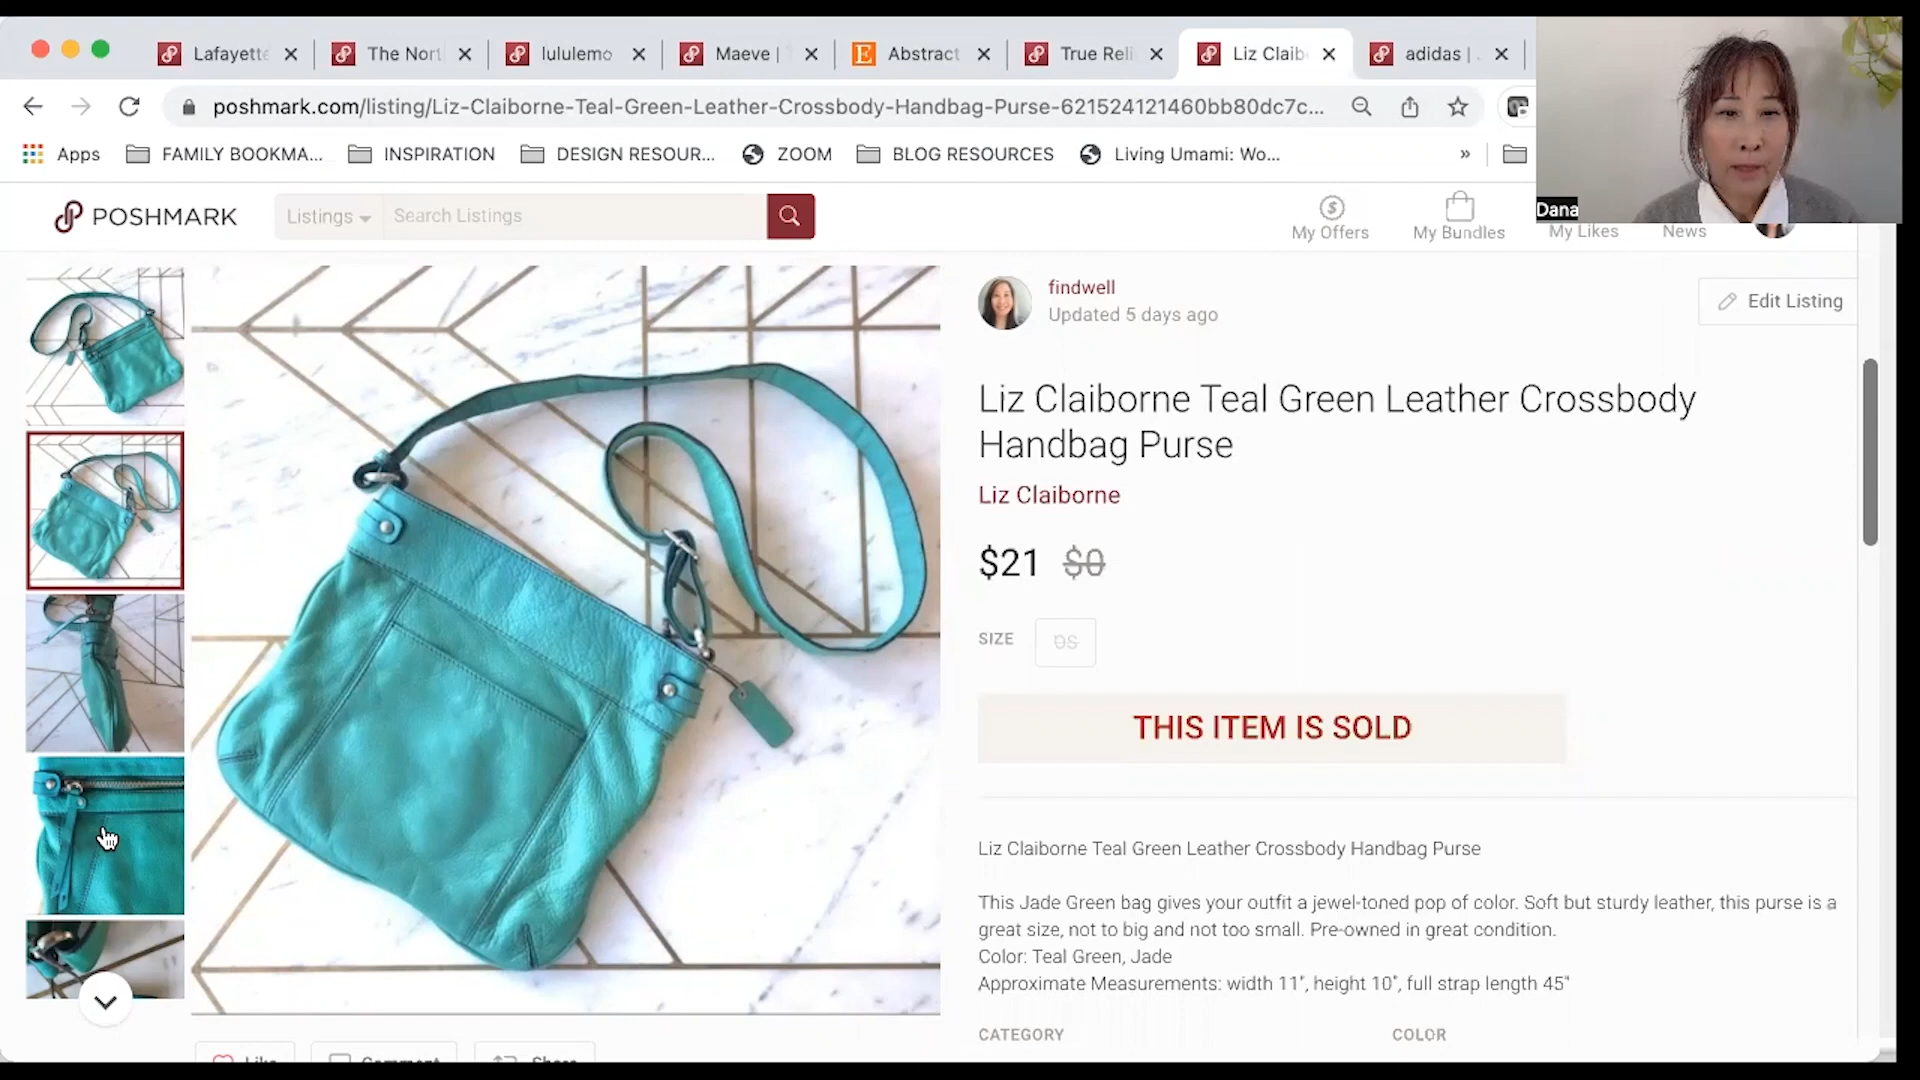 Lafayette
The Nort
lululemo
Maeve |
Abstract
True Reli
Liz Claib
adidas |
poshmark.com/listing/Liz-Claiborne-Teal-Green-Leather-Crossbody-Handbag-Purse-621524121460bb80dc7c...
Apps
FAMILY BOOKMA...
INSPIRATION
DESIGN RESOUR...
ZOOM
BLOG RESOURCES
Living Umami: Wo...
»
Dana
POSHMARK
Listings
Search Listings
My Offers
My Bundles
My Likes
News
findwell
Updated 5 days ago
Edit Listing
Liz Claiborne Teal Green Leather Crossbody
Handbag Purse
Liz Claiborne
$21 $0
SIZE
OS
THIS ITEM IS SOLD
Liz Claiborne Teal Green Leather Crossbody Handbag Purse
This Jade Green bag gives your outfit a jewel-toned pop of color. Soft but sturdy leather, this purse is a
great size, not to big and not too small. Pre-owned in great condition.
Color: Teal Green, Jade
Approximate Measurements: width 11", height 10", full strap length 45"
CATEGORY
COLOR
Like
Comment
Share